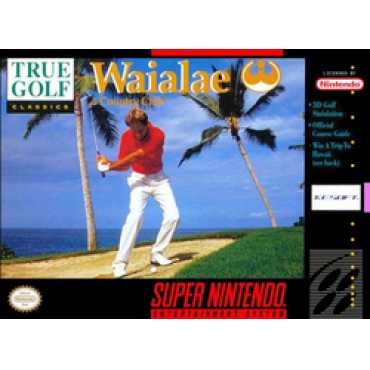 TRUE
GOLF
CLASSICS
Waialae
Country Club
LICENSED BY
Nintendo
• 3D Golf
Simulation
• Official
Course Guide
• Win A Trip To
Hawaii
(see back)
SUPER NINTENDO
ENTERTAINMENT SYSTEM